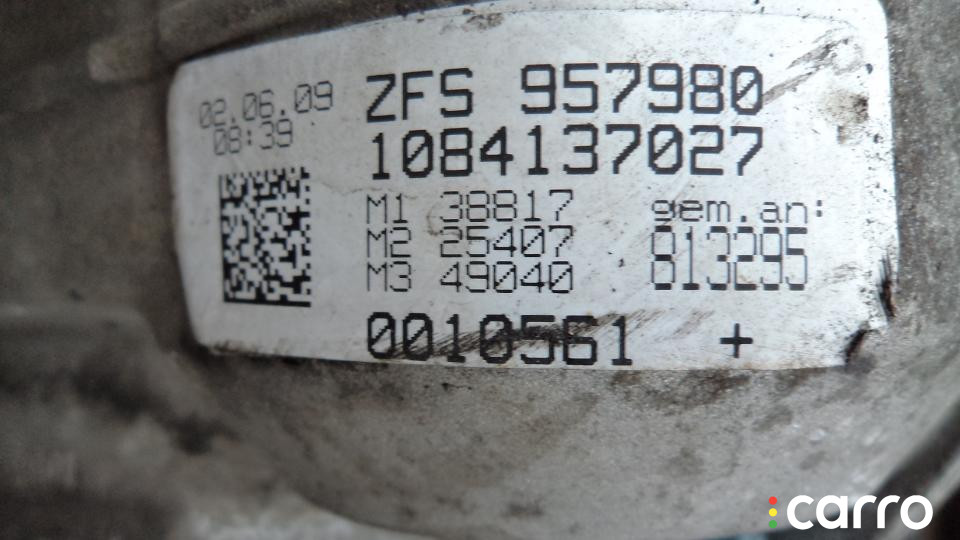 02.06.09
08:39
ZFS 957980
1084137027
M1 38817
M2 25407
M3 49040
gem.an:
813295
0010561 +
carro